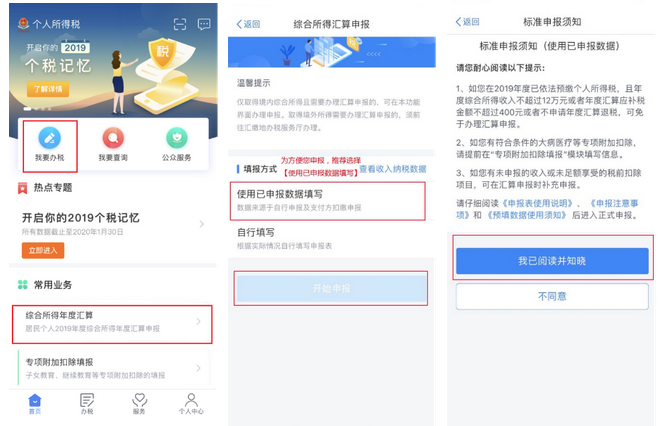 个人所得税
开启你的2019
个税记忆
了解详情
税
我要办税
我要查询
公众服务
热点专题
开启你的2019个税记忆
所有数据截止至2020年1月30日
立即进入
常用业务
综合所得年度汇算
居民个人2019年度综合所得年度汇算申报
专项附加扣除填报
子女教育、继续教育等专项附加扣除的填报
首页
办税
服务
个人中心
返回
综合所得汇算申报
温馨提示
仅取得境内综合所得且需要办理汇算申报的，可在本功能
界面办理申报。取得境外所得需要办理汇算申报的，须前
往汇缴地办税服务厅办理。
填报方式
为方便您申报，推荐选择
【使用已申报数据填写】
查看收入纳税数据
使用已申报数据填写
数据来源于自行申报及支付方扣缴申报
自行填写
根据实际情况自行填写申报表
开始申报
返回
标准申报须知
标准申报须知（使用已申报数据）
请您耐心阅读以下提示：
1、如您在2019年度已依法预缴个人所得税，且年
度综合所得收入不超过12万元或者年度汇算应补税
金额不超过400元或者不申请年度汇算退税，可免
于办理汇算申报。
2、如您有符合条件的大病医疗等专项附加扣除，
请提前在“专项附加扣除填报”模块填写信息。
3、如您有未申报的收入或未足额享受的税前扣除
项目，可在汇算申报时补充申报。
请仔细阅读《申报表使用说明》、《申报注意事
项》和《预填数据使用须知》后进入正式申报。
我已阅读并知晓
不同意